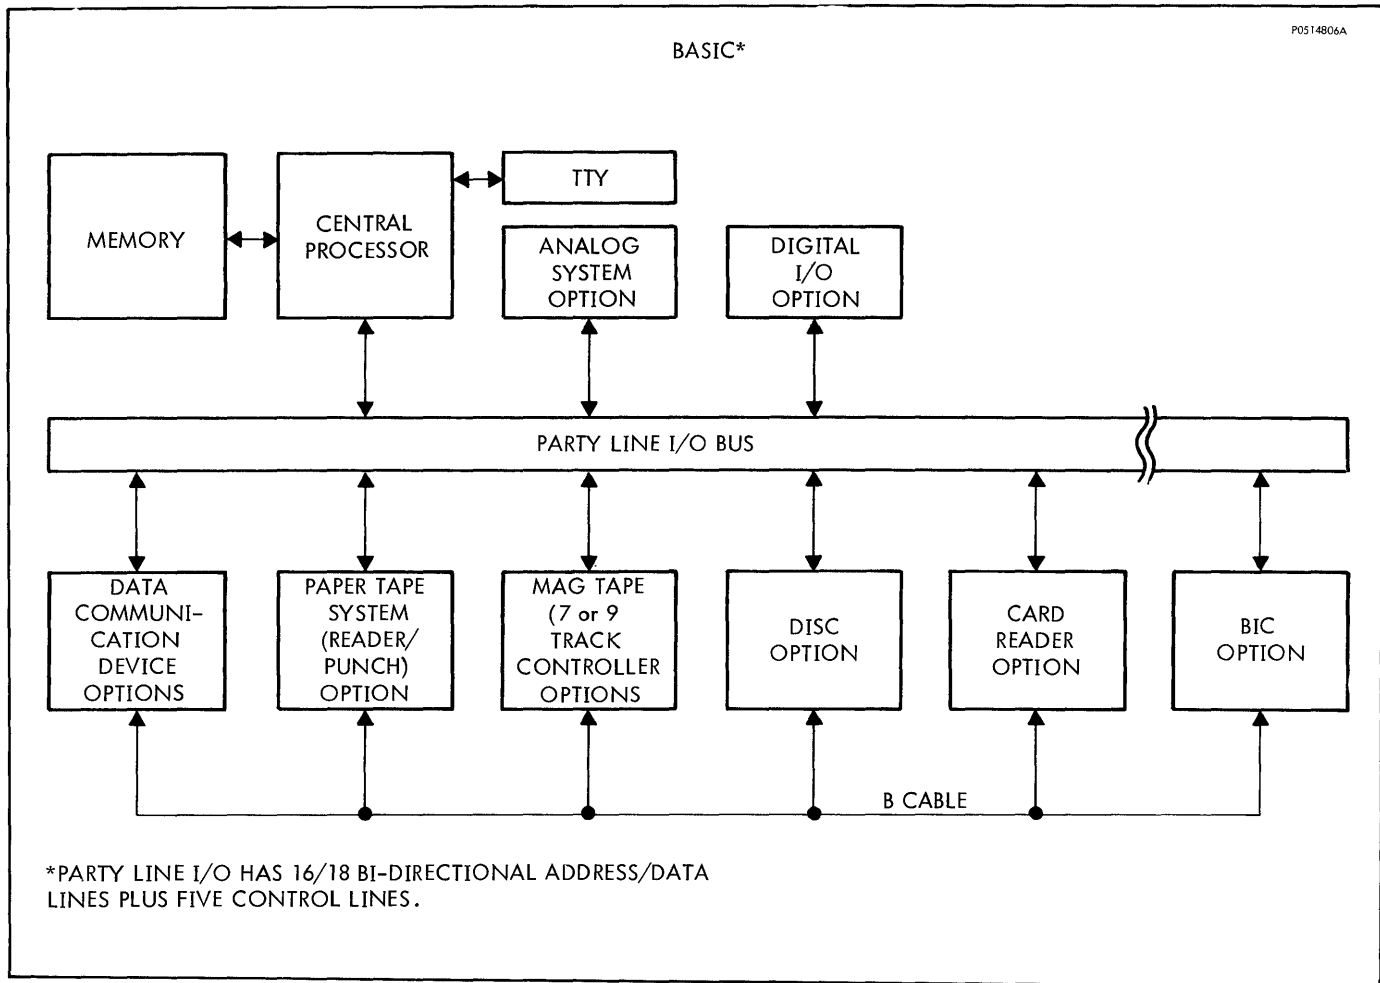 P0514806A
BASIC*
MEMORY
CENTRAL
PROCESSOR
TTY
ANALOG
SYSTEM
OPTION
DIGITAL
I/O
OPTION
PARTY LINE I/O BUS
DATA
COMMUNI-
CATION
DEVICE
OPTIONS
PAPER TAPE
SYSTEM
(READER/
PUNCH)
OPTION
MAG TAPE
(7 or 9
TRACK
CONTROLLER
OPTIONS
DISC
OPTION
CARD
READER
OPTION
BIC
OPTION
B CABLE
*PARTY LINE I/O HAS 16/18 BI-DIRECTIONAL ADDRESS/DATA
LINES PLUS FIVE CONTROL LINES.